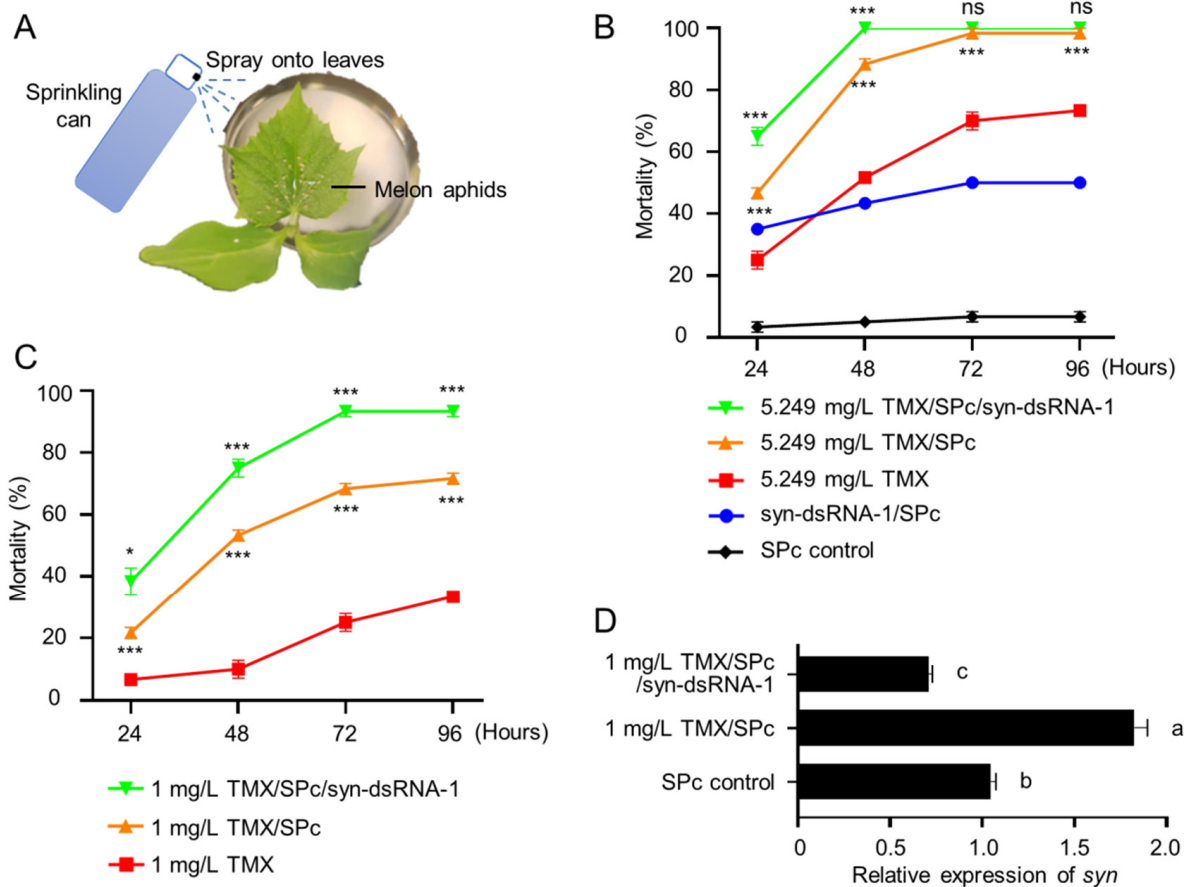 A
Spray onto leaves
Sprinkling
can
Melon aphids
B
Mortality (%)
100
80
60
40
20
0
***
***
***
***
ns
***
ns
***
24
48
72
96
(Hours)
5.249 mg/L TMX/SPc/syn-dsRNA-1
5.249 mg/L TMX/SPc
5.249 mg/L TMX
syn-dsRNA-1/SPc
SPc control
C
Mortality (%)
100
80
60
40
20
0
*
***
***
***
***
***
***
***
24
48
72
96
(Hours)
1 mg/L TMX/SPc/syn-dsRNA-1
1 mg/L TMX/SPc
1 mg/L TMX
D
1 mg/L TMX/SPc
/syn-dsRNA-1
c
1 mg/L TMX/SPc
a
SPc control
b
0
0.5
1.0
1.5
2.0
Relative expression of syn